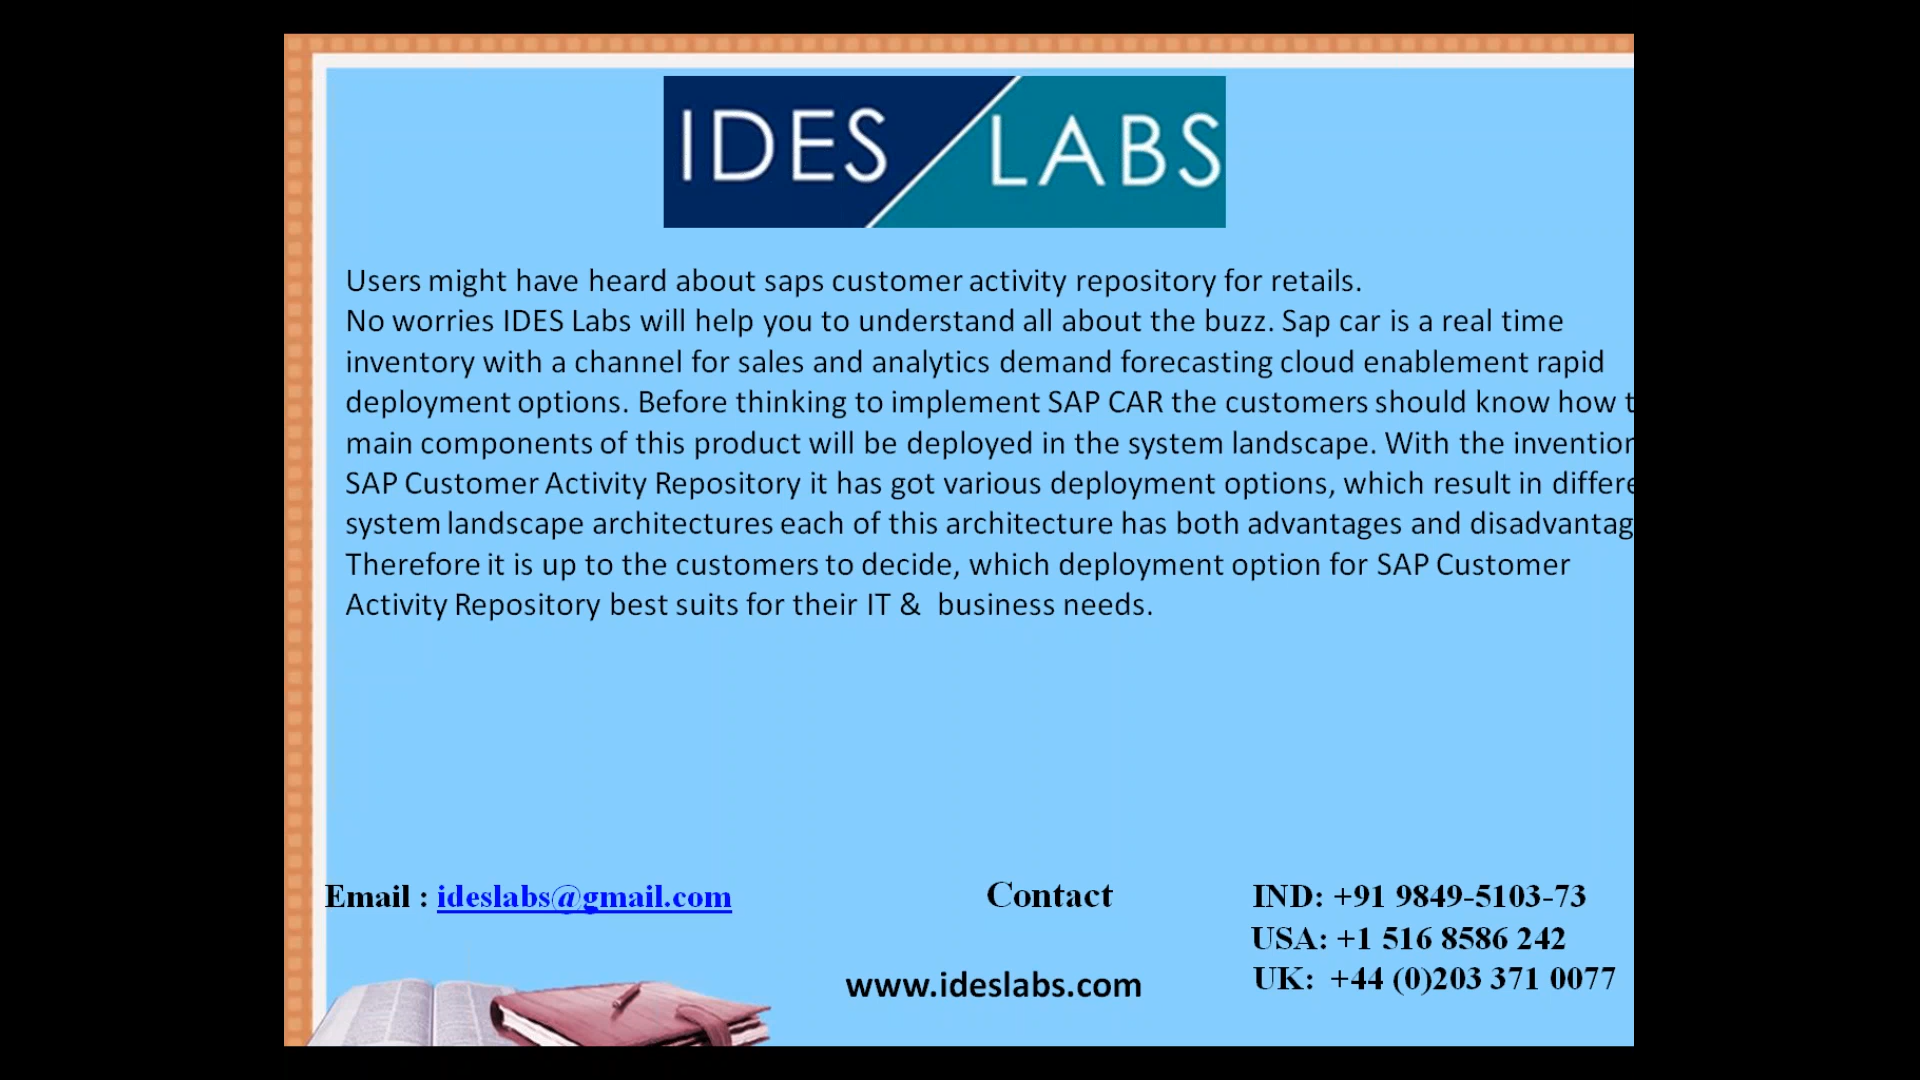 IDES LABS
Users might have heard about saps customer activity repository for retails.
No worries IDES Labs will help you to understand all about the buzz. Sap car is a real time
inventory with a channel for sales and analytics demand forecasting cloud enablement rapid
deployment options. Before thinking to implement SAP CAR the customers should know how t
main components of this product will be deployed in the system landscape. With the invention
SAP Customer Activity Repository it has got various deployment options, which result in differe
system landscape architectures each of this architecture has both advantages and disadvantag
Therefore it is up to the customers to decide, which deployment option for SAP Customer
Activity Repository best suits for their IT &  business needs.
Email : ideslabs@gmail.com
Contact
IND: +91 9849-5103-73
USA: +1 516 8586 242
UK:  +44 (0)203 371 0077
www.ideslabs.com